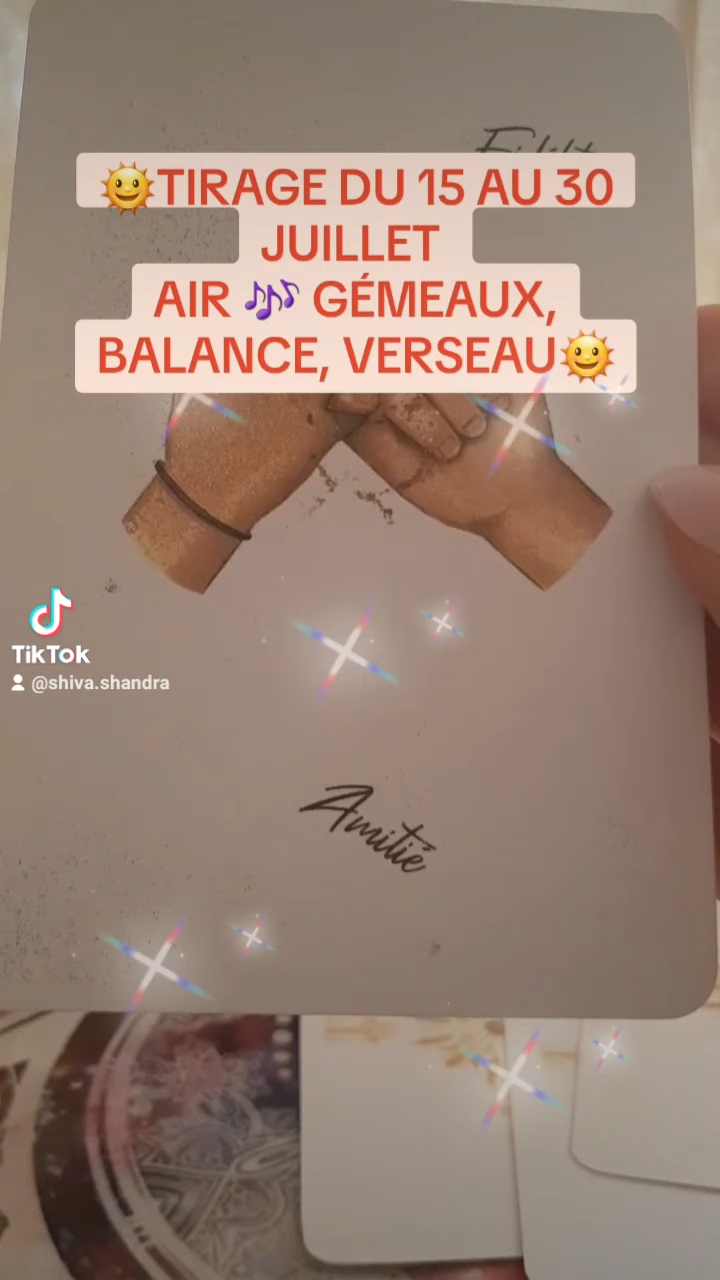 🌞TIRAGE DU 15 AU 30
JUILLET
AIR 🎶 GÉMEAUX,
BALANCE, VERSEAU🌞
TikTok
@shiva.shandra
Amitié